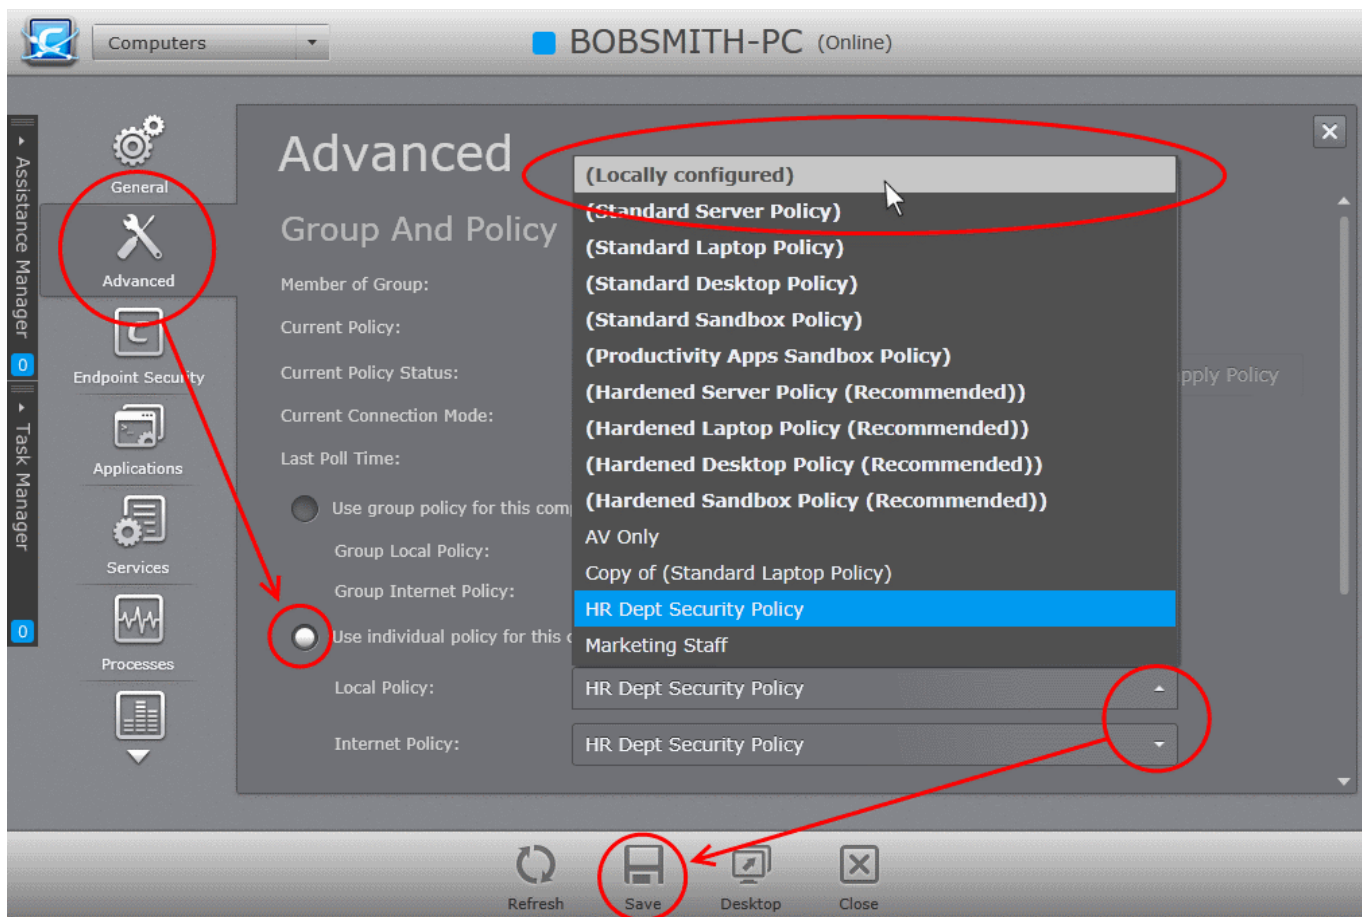 Computers
BOBSMITH-PC (Online)
Assistance Manager
0
Task Manager
0
General
Advanced
Endpoint Security
Applications
Services
Processes
Advanced
Group And Policy
Member of Group:
Current Policy:
Current Policy Status:
pply Policy
Current Connection Mode:
Last Poll Time:
Use group policy for this com
Group Local Policy:
Group Internet Policy:
Use individual policy for this c
(Locally configured)
(Standard Server Policy)
(Standard Laptop Policy)
(Standard Desktop Policy)
(Standard Sandbox Policy)
(Productivity Apps Sandbox Policy)
(Hardened Server Policy (Recommended))
(Hardened Laptop Policy (Recommended))
(Hardened Desktop Policy (Recommended))
(Hardened Sandbox Policy (Recommended))
AV Only
Copy of (Standard Laptop Policy)
HR Dept Security Policy
Marketing Staff
Local Policy: HR Dept Security Policy
Internet Policy: HR Dept Security Policy
Refresh Save Desktop Close